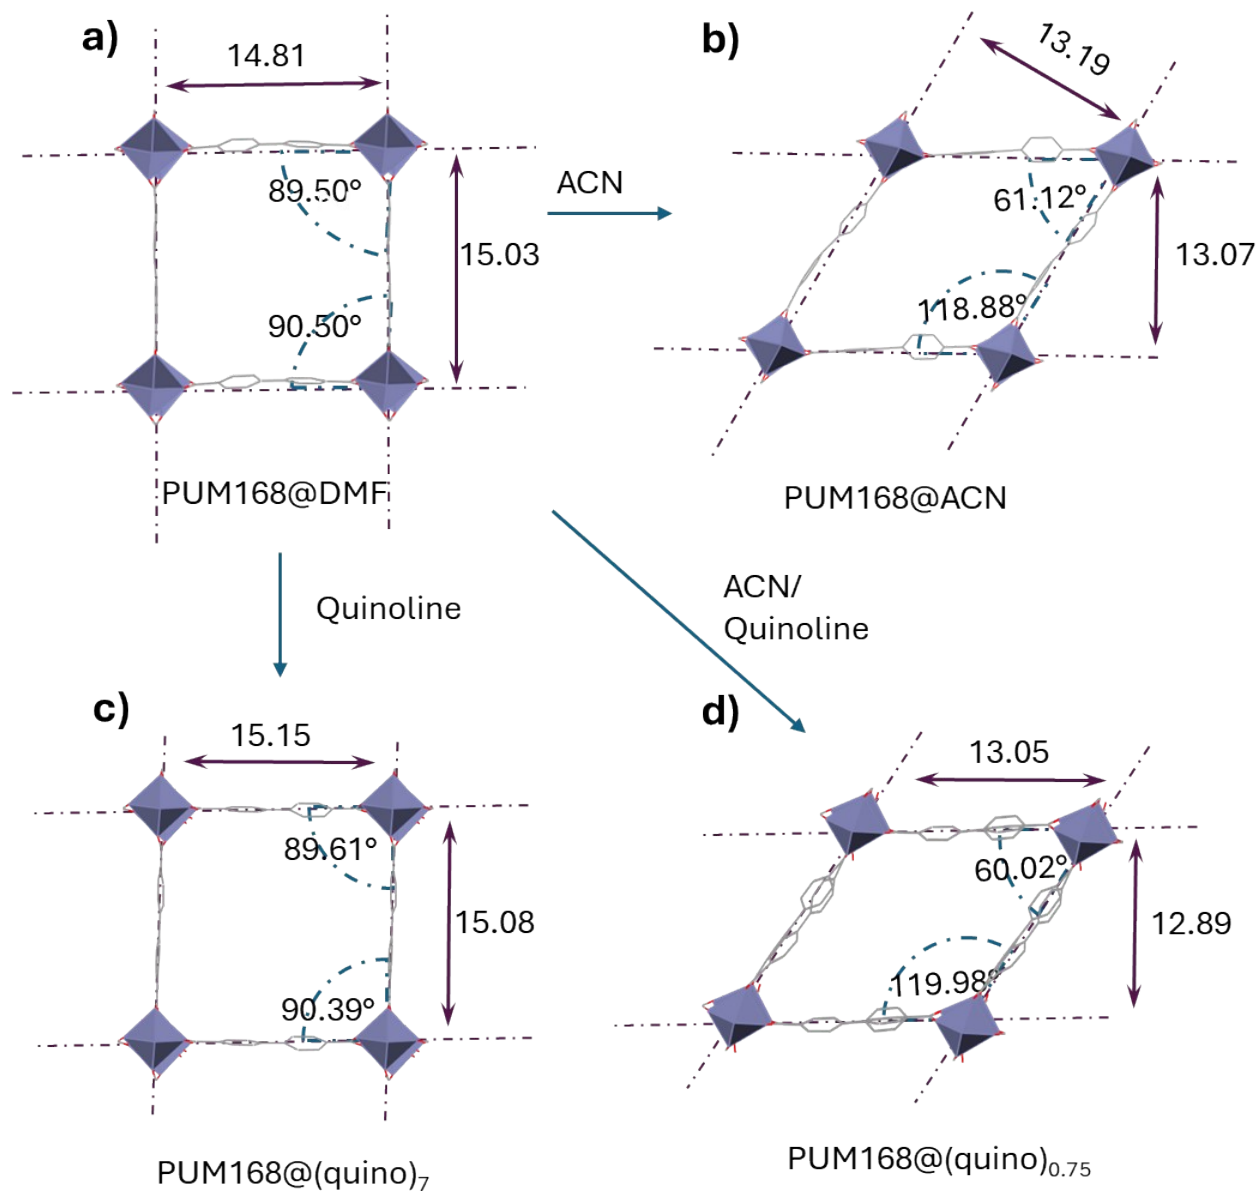 a)
14.81
89.50°
15.03
90.50°
PUM168@DMF
ACN
b)
13.19
61.12°
13.07
118.88°
PUM168@ACN
Quinoline
ACN/
Quinoline
c)
15.15
89.61°
15.08
90.39°
PUM168@(quino)₇
d)
13.05
60.02°
12.89
119.98°
PUM168@(quino)₀.₇₅